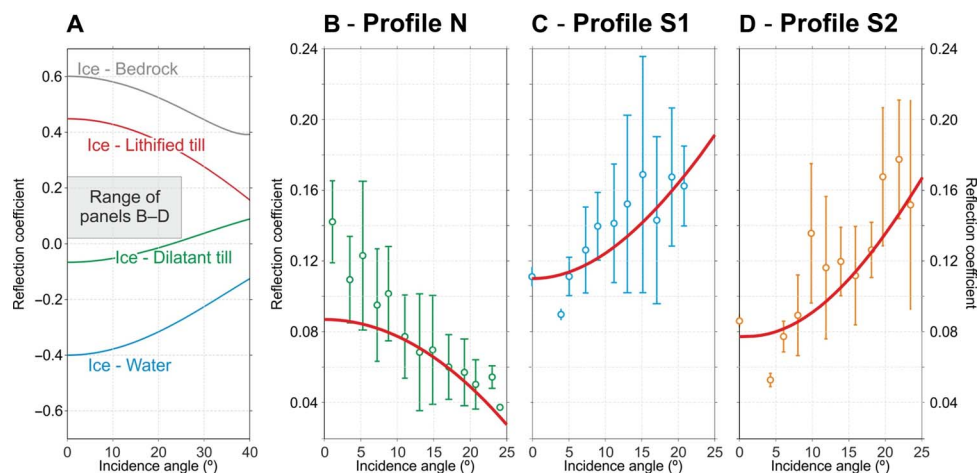 A
B - Profile N
C - Profile S1
D - Profile S2
Reflection coefficient
0.6
0.4
0.2
0.0
−0.2
−0.4
−0.6
Ice - Bedrock
Ice - Lithified till
Range of
panels B–D
Ice - Dilatant till
Ice - Water
0 10 20 30 40
Incidence angle (º)
Reflection coefficient
0.24
0.20
0.16
0.12
0.08
0.04
0 5 10 15 20 25
Incidence angle (º)
0 5 10 15 20 25
Incidence angle (º)
0 5 10 15 20 25
Incidence angle (º)
0.24
0.20
0.16
0.12
0.08
0.04
Reflection coefficient